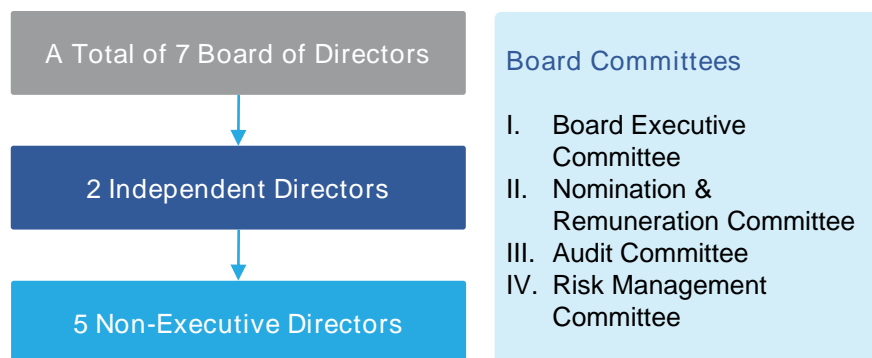 A Total of 7 Board of Directors
2 Independent Directors
5 Non-Executive Directors
Board Committees
I. Board Executive
Committee
II. Nomination &
Remuneration Committee
III. Audit Committee
IV. Risk Management
Committee